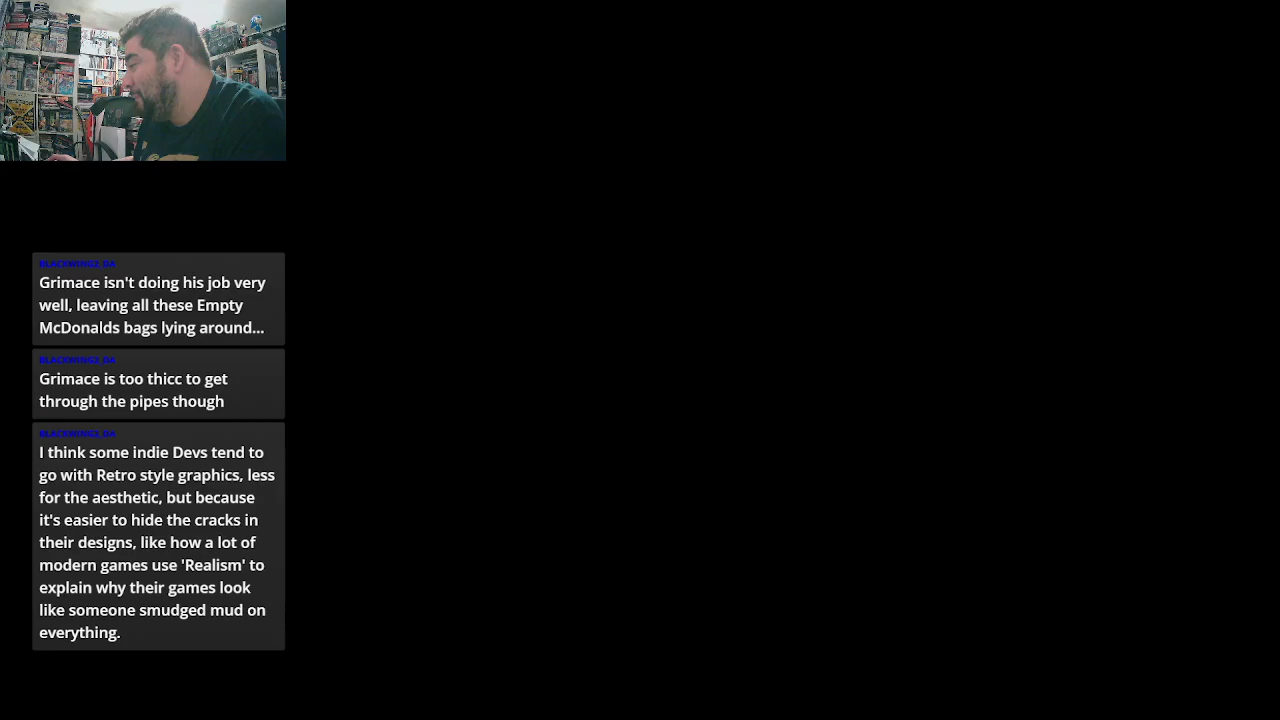 BLACKWINGZ_DA
Grimace isn't doing his job very
well, leaving all these Empty
McDonalds bags lying around...
BLACKWINGZ_DA
Grimace is too thicc to get
through the pipes though
BLACKWINGZ_DA
I think some indie Devs tend to
go with Retro style graphics, less
for the aesthetic, but because
it's easier to hide the cracks in
their designs, like how a lot of
modern games use 'Realism' to
explain why their games look
like someone smudged mud on
everything.